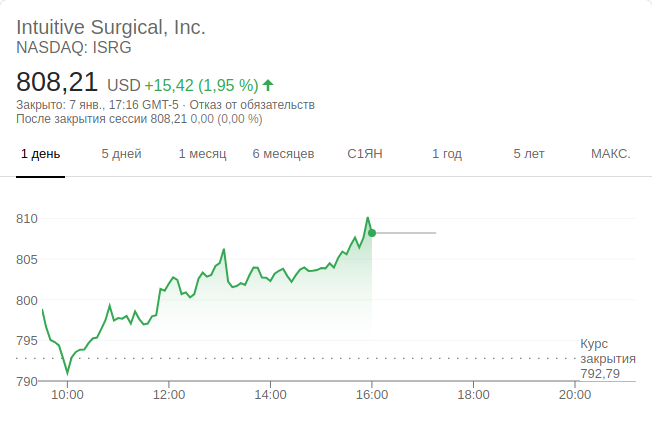 Intuitive Surgical, Inc.
NASDAQ: ISRG
808,21 USD +15,42 (1,95 %)
Закрыто: 7 янв., 17:16 GMT-5 · Отказ от обязательств
После закрытия сессии 808,21 0,00 (0,00 %)
1 день 5 дней 1 месяц 6 месяцев С1ЯН 1 год 5 лет МАКС.
810
805
800
795
790
Курс
закрытия
792,79
10:00 12:00 14:00 16:00 18:00 20:00